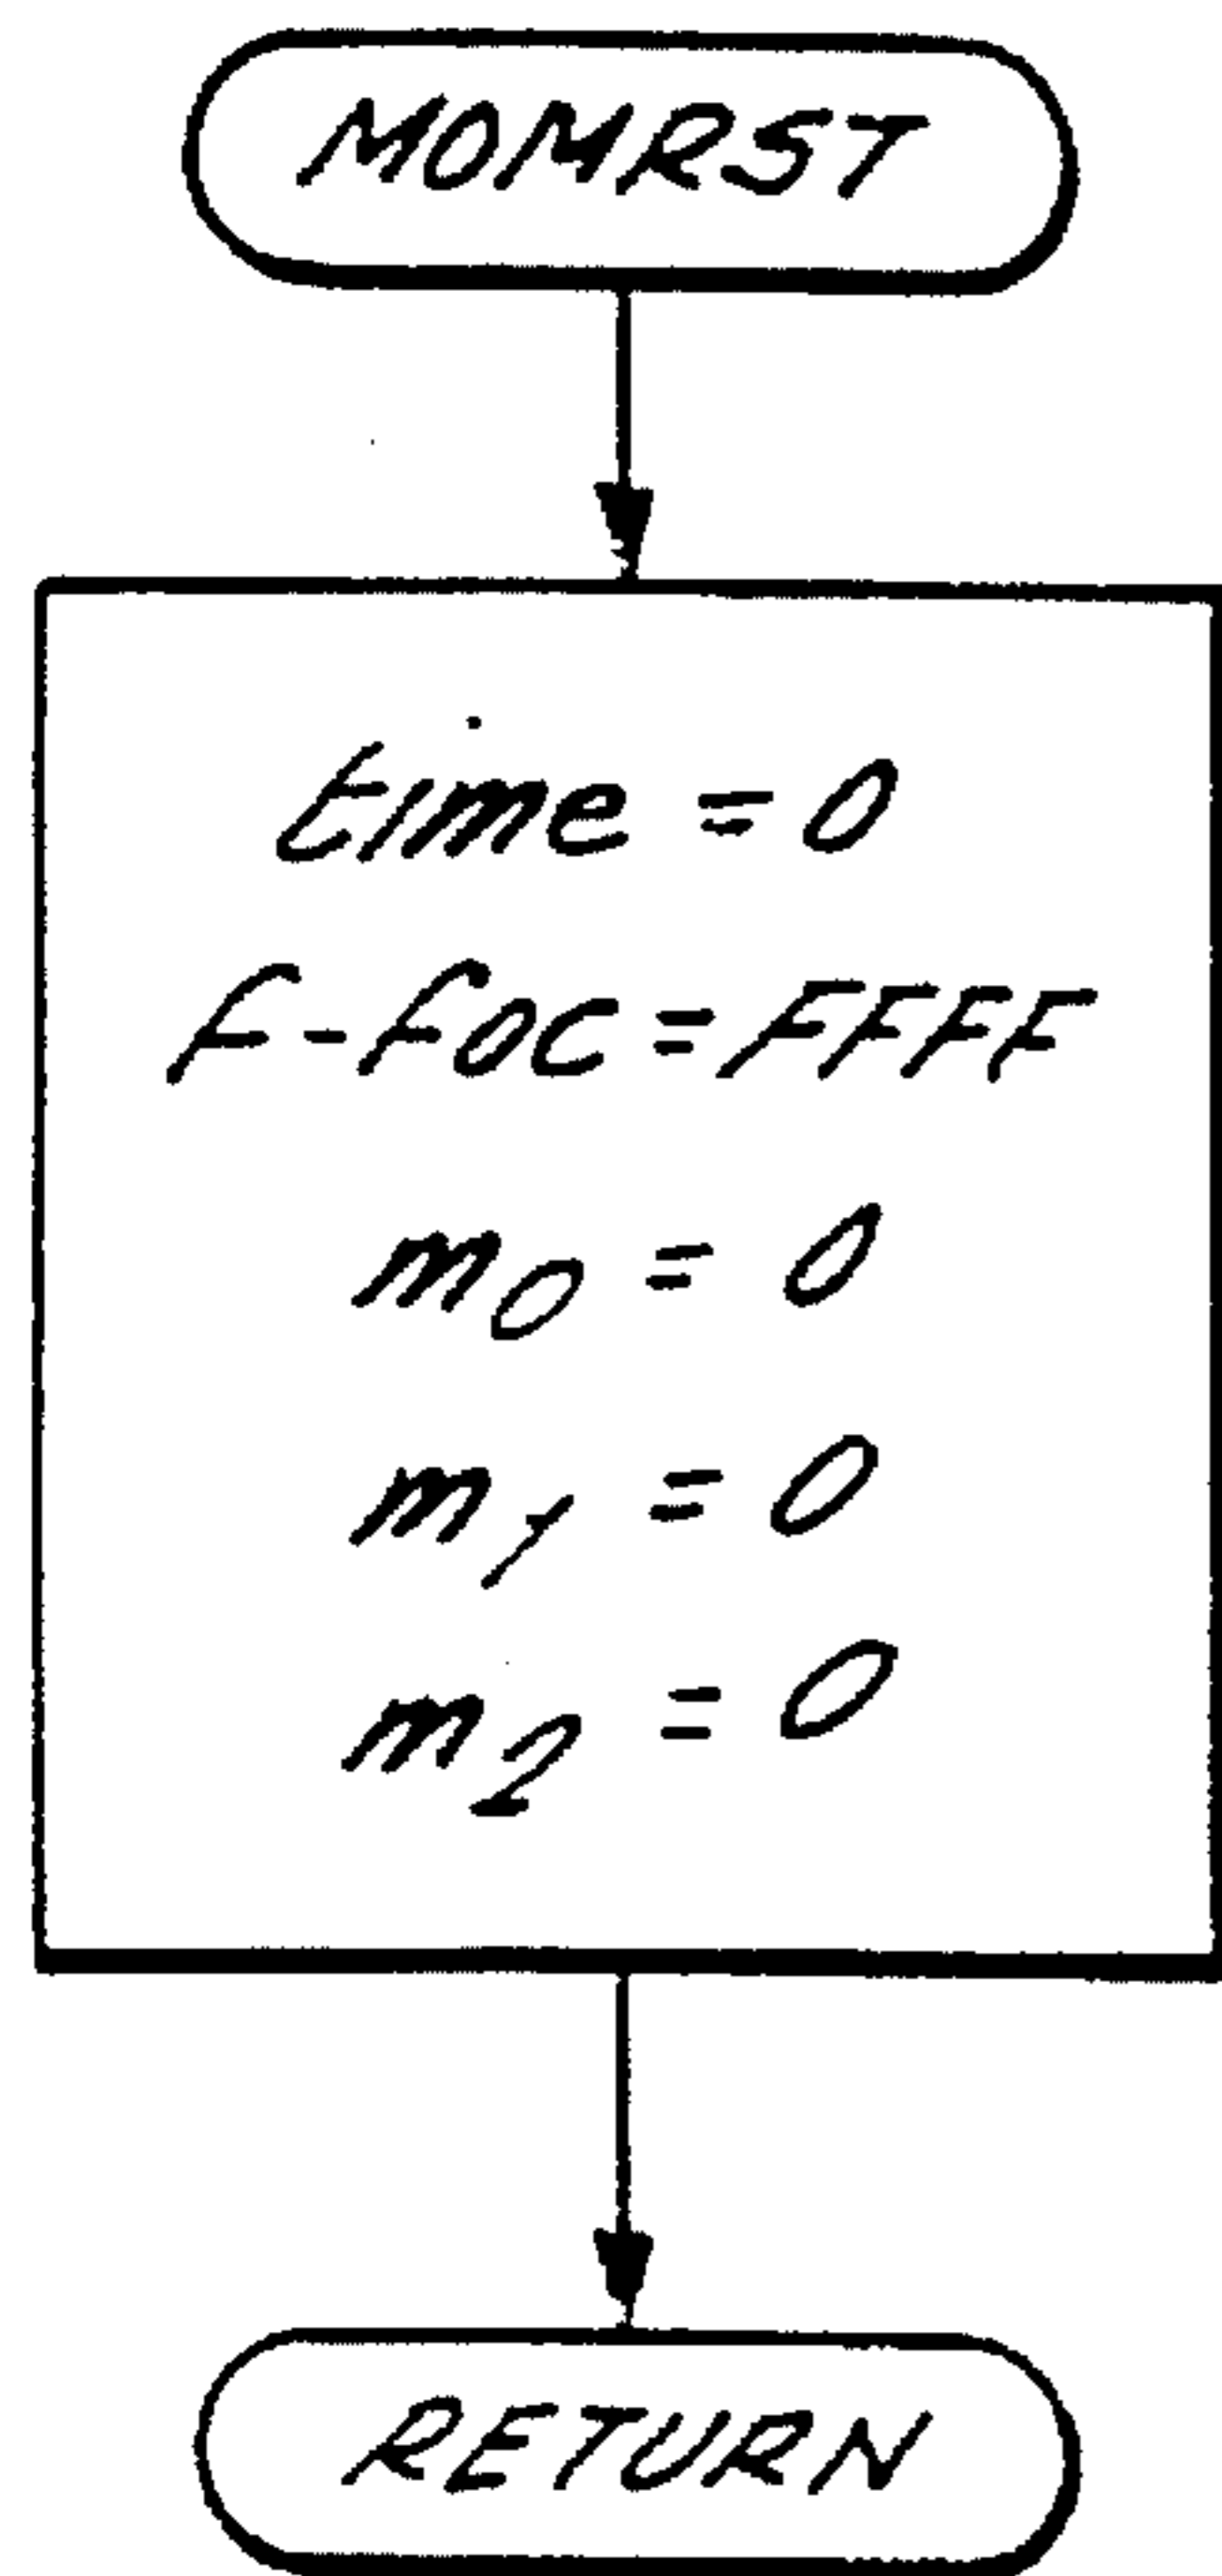 MOMRST
time = 0
f-foc = FFFF
m₀ = 0
m₁ = 0
m₂ = 0
RETURN